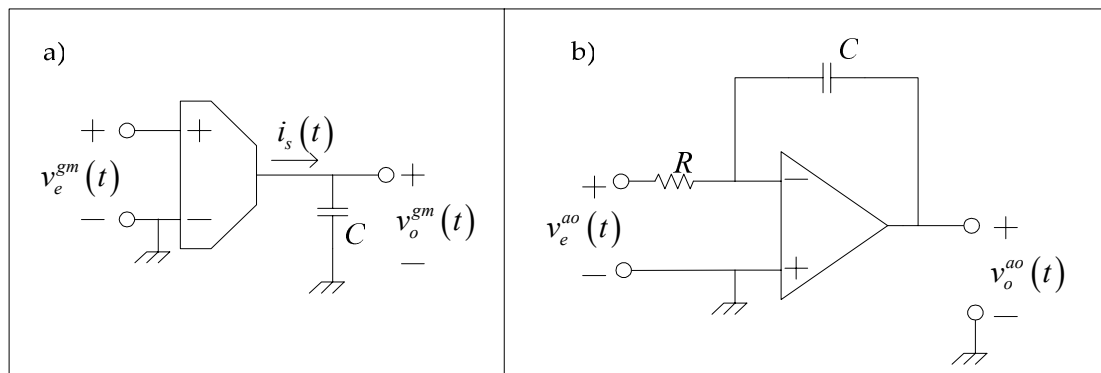 a)
+
+
i_s(t)
v_e^{gm}(t)
+
−
−
C
v_o^{gm}(t)
−
b)
C
R
+
−
v_e^{ao}(t)
−
+
+
v_o^{ao}(t)
−